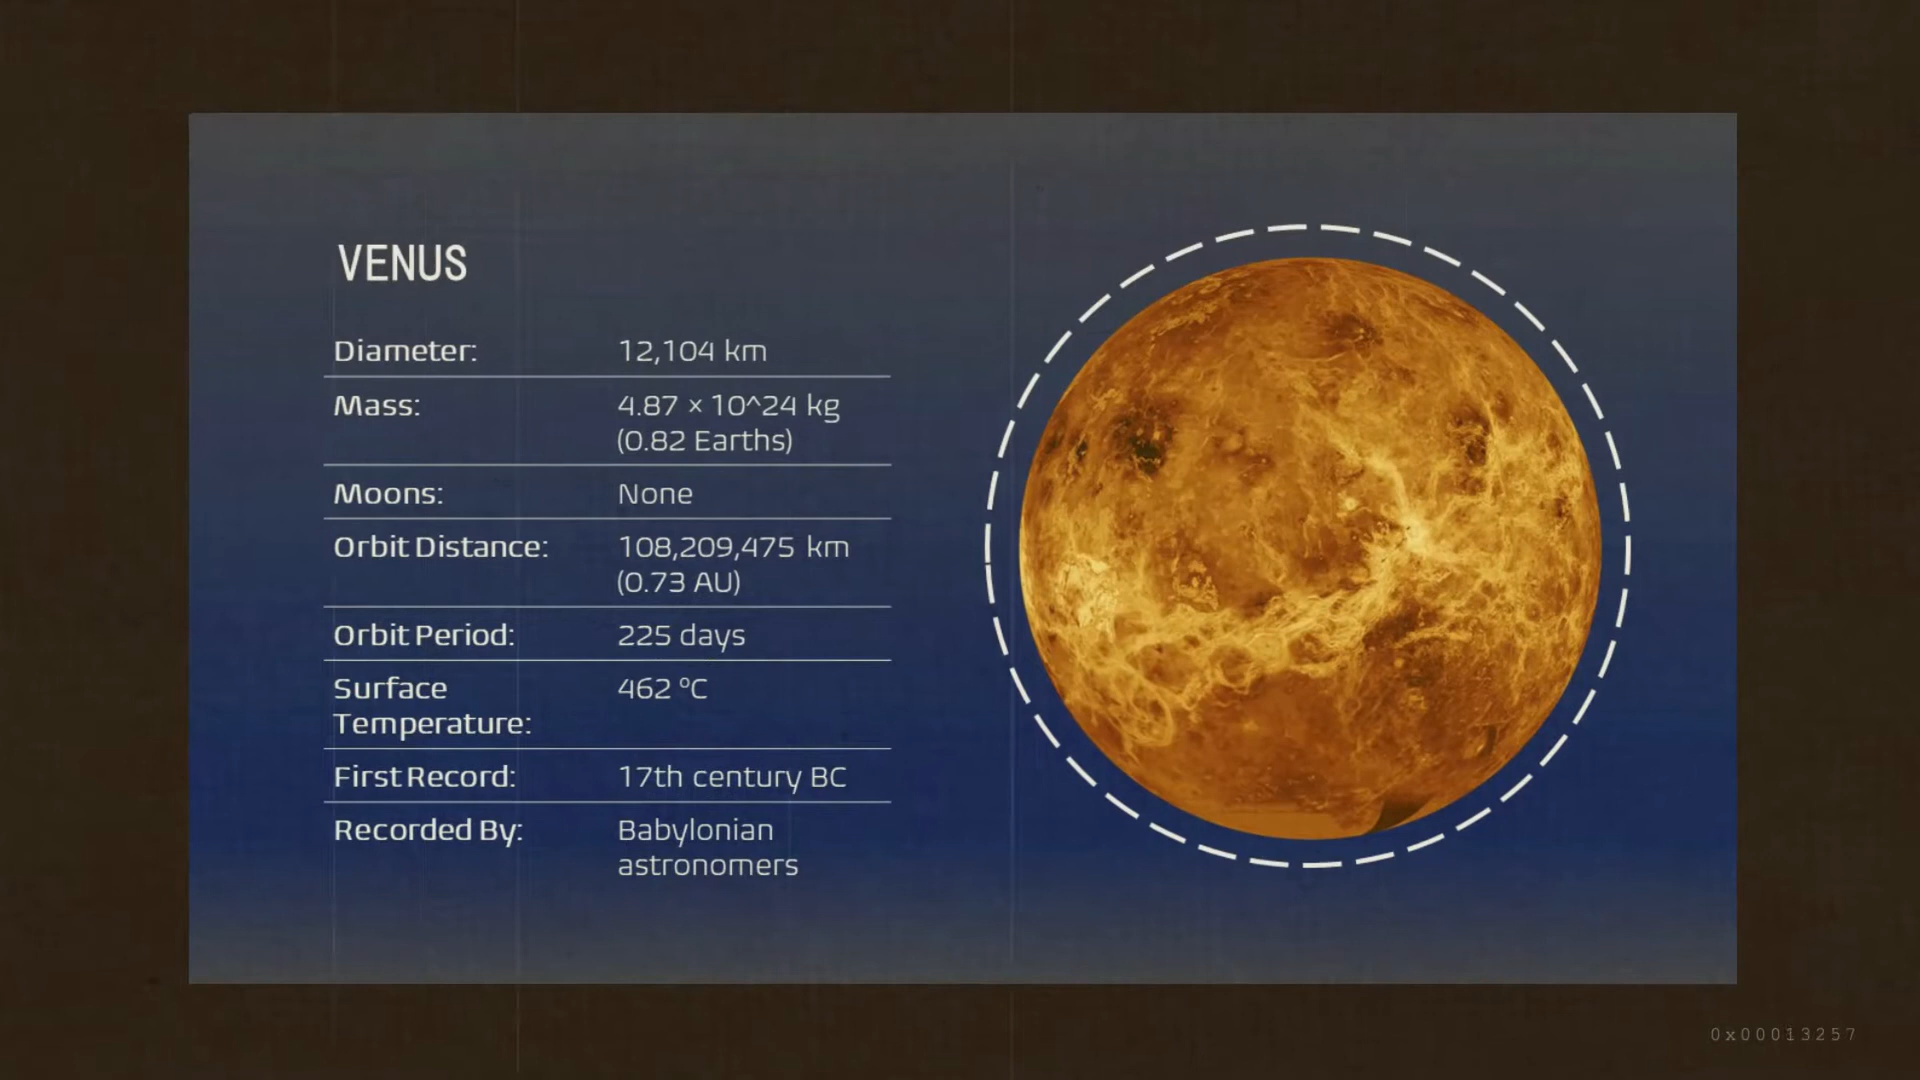 VENUS
Diameter: 12,104 km
Mass: 4.87 × 10^24 kg
(0.82 Earths)
Moons: None
Orbit Distance: 108,209,475 km
(0.73 AU)
Orbit Period: 225 days
Surface 462 ºC
Temperature:
First Record: 17th century BC
Recorded By: Babylonian
astronomers
0x00013257